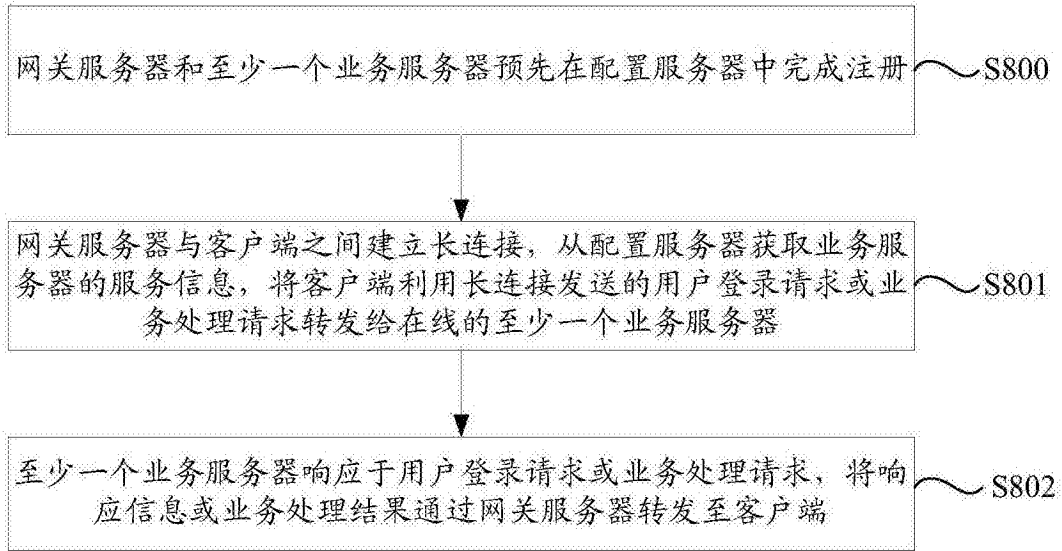 网关服务器和至少一个业务服务器预先在配置服务器中完成注册
S800
网关服务器与客户端之间建立长连接，从配置服务器获取业务服
务器的服务信息，将客户端利用长连接发送的用户登录请求或业
务处理请求转发给在线的至少一个业务服务器
S801
至少一个业务服务器响应于用户登录请求或业务处理请求，将响
应信息或业务处理结果通过网关服务器转发至客户端
S802